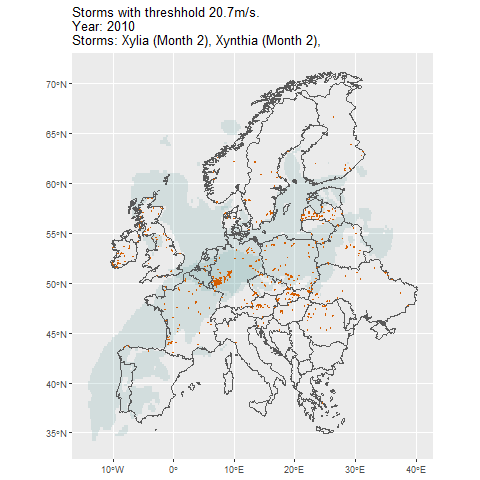 Storms with threshhold 20.7m/s.
Year: 2010
Storms: Xylia (Month 2), Xynthia (Month 2),
70°N
65°N
60°N
55°N
50°N
45°N
40°N
35°N
10°W
0°
10°E
20°E
30°E
40°E